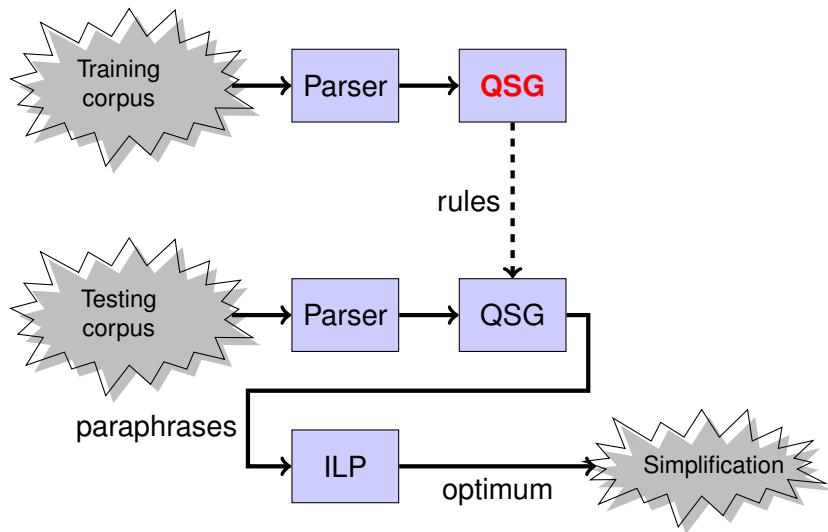 Training
corpus
Parser
QSG
rules
Testing
corpus
Parser
QSG
paraphrases
ILP
optimum
Simplification